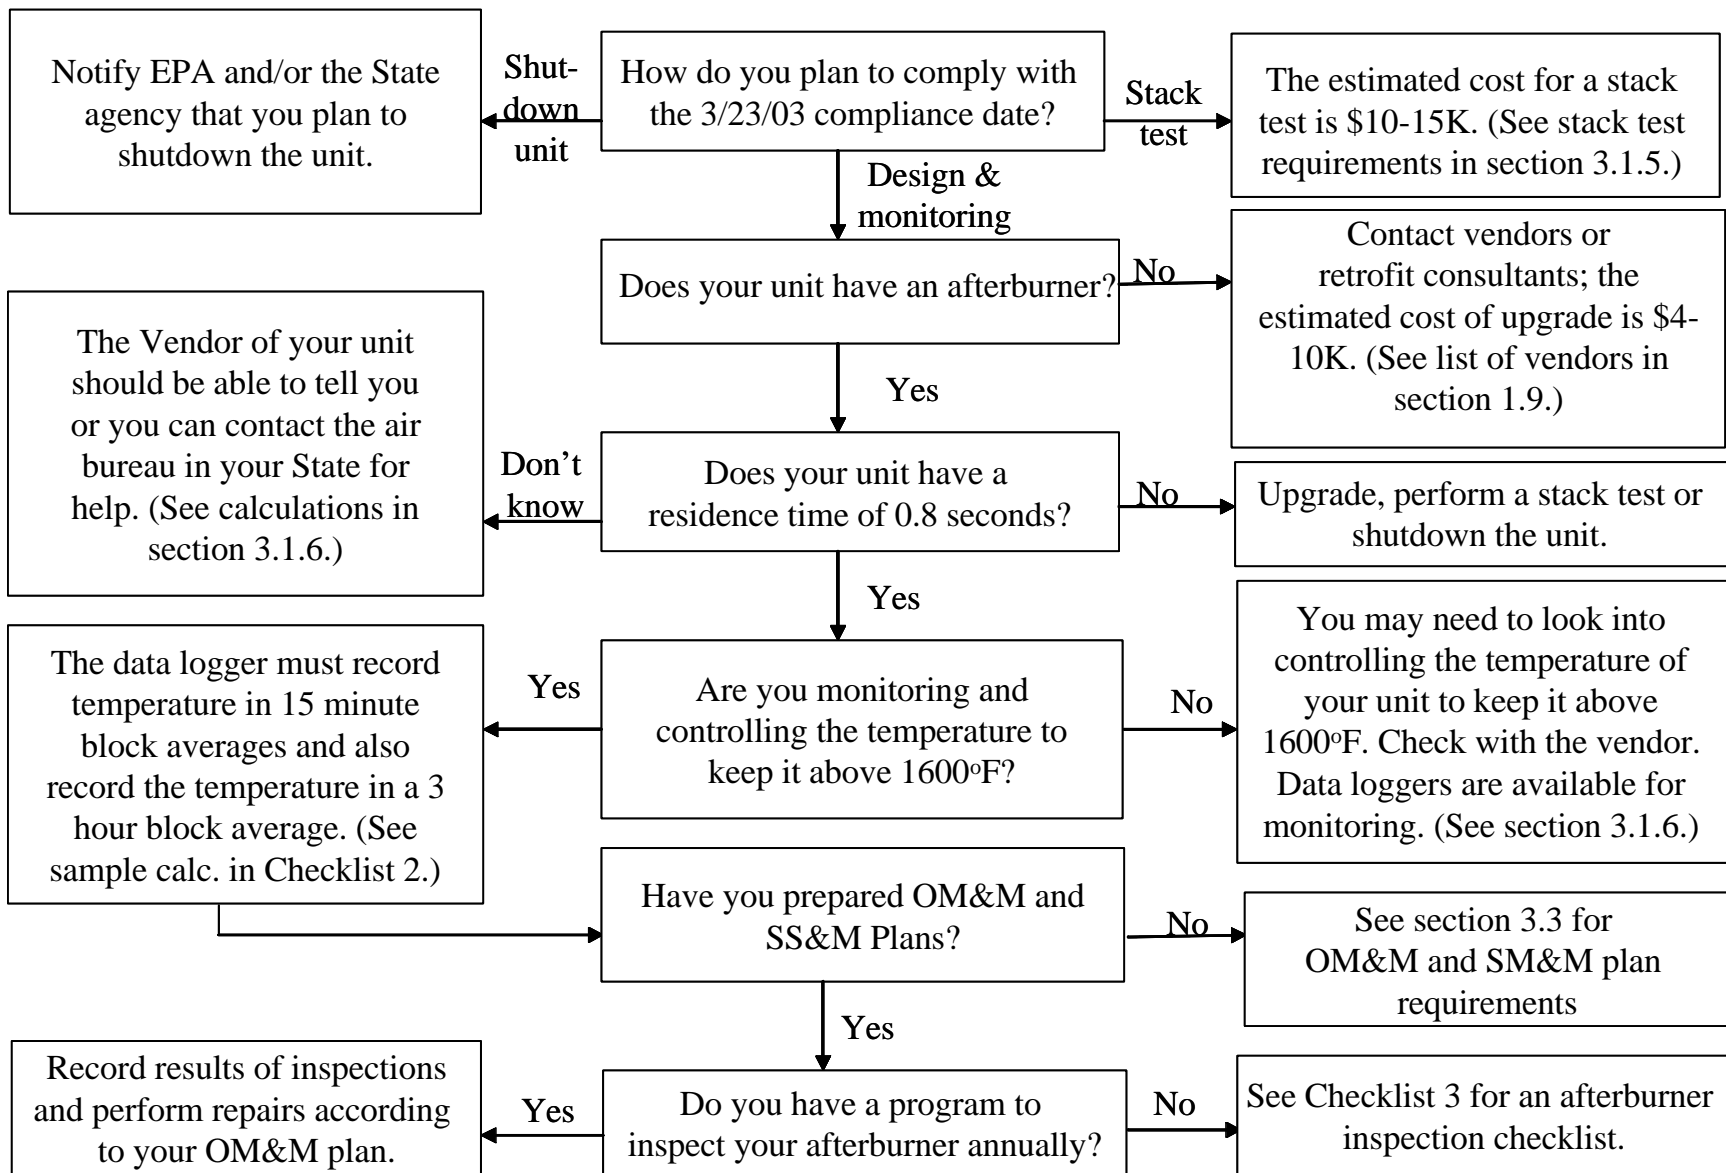 Notify EPA and/or the State
agency that you plan to
shutdown the unit.
Shut-
down
unit
How do you plan to comply with
the 3/23/03 compliance date?
Stack
test
The estimated cost for a stack
test is $10-15K. (See stack test
requirements in section 3.1.5.)
Design &
monitoring
Does your unit have an afterburner?
No
Contact vendors or
retrofit consultants; the
estimated cost of upgrade is $4-
10K. (See list of vendors in
section 1.9.)
Yes
The Vendor of your unit
should be able to tell you
or you can contact the air
bureau in your State for
help. (See calculations in
section 3.1.6.)
Don't
know
Does your unit have a
residence time of 0.8 seconds?
No
Upgrade, perform a stack test or
shutdown the unit.
Yes
The data logger must record
temperature in 15 minute
block averages and also
record the temperature in a 3
hour block average. (See
sample calc. in Checklist 2.)
Yes
Are you monitoring and
controlling the temperature to
keep it above 1600°F?
No
You may need to look into
controlling the temperature of
your unit to keep it above
1600°F. Check with the vendor.
Data loggers are available for
monitoring. (See section 3.1.6.)
Have you prepared OM&M and
SS&M Plans?
No
See section 3.3 for
OM&M and SM&M plan
requirements
Yes
Record results of inspections
and perform repairs according
to your OM&M plan.
Yes
Do you have a program to
inspect your afterburner annually?
No
See Checklist 3 for an afterburner
inspection checklist.